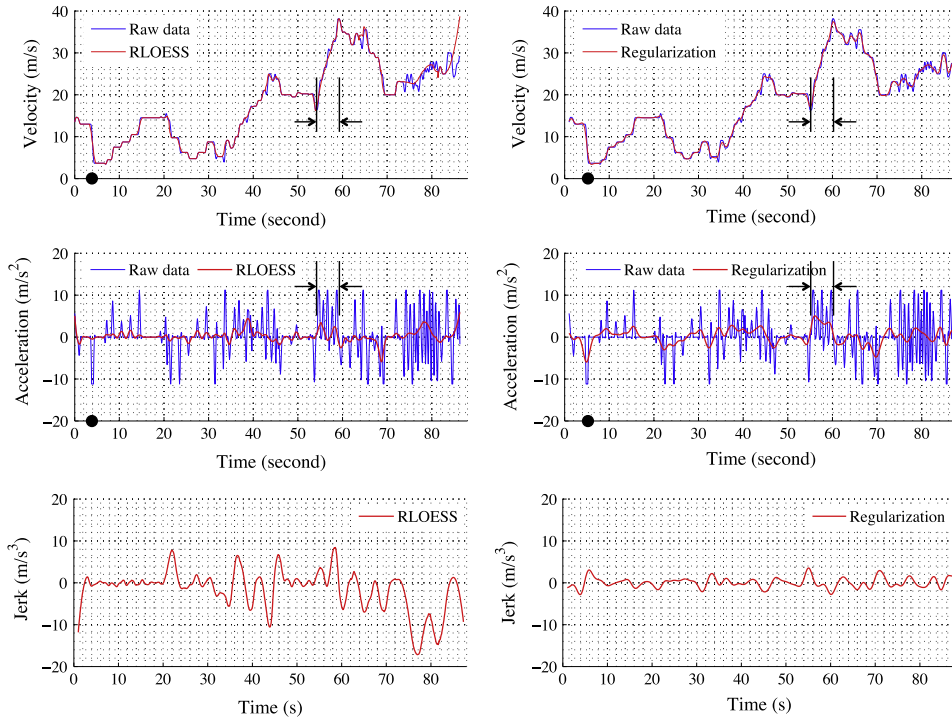 40
30
20
10
0
Velocity (m/s)
Raw data
RLOESS
0 10 20 30 40 50 60 70 80
Time (second)
40
30
20
10
0
Velocity (m/s)
Raw data
Regularization
0 10 20 30 40 50 60 70 80
Time (second)
20
10
0
−10
−20
Acceleration (m/s²)
Raw data RLOESS
0 10 20 30 40 50 60 70 80
Time (second)
20
10
0
−10
−20
Acceleration (m/s²)
Raw data Regularization
0 10 20 30 40 50 60 70 80
Time (second)
20
10
0
−10
−20
Jerk (m/s³)
RLOESS
0 10 20 30 40 50 60 70 80
Time (s)
20
10
0
−10
−20
Jerk (m/s³)
Regularization
0 10 20 30 40 50 60 70 80
Time (s)